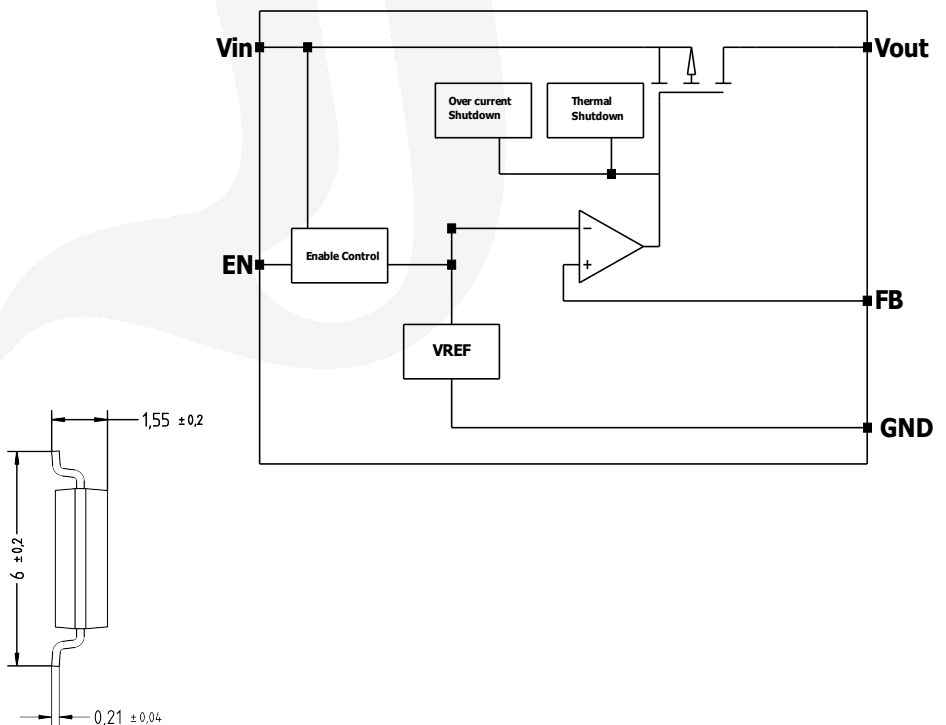 Vin
Vout
Over current
Shutdown
Thermal
Shutdown
−
EN
Enable Control
+
FB
VREF
GND
1,55 ±0,2
6 ±0,2
0,21 ±0,04